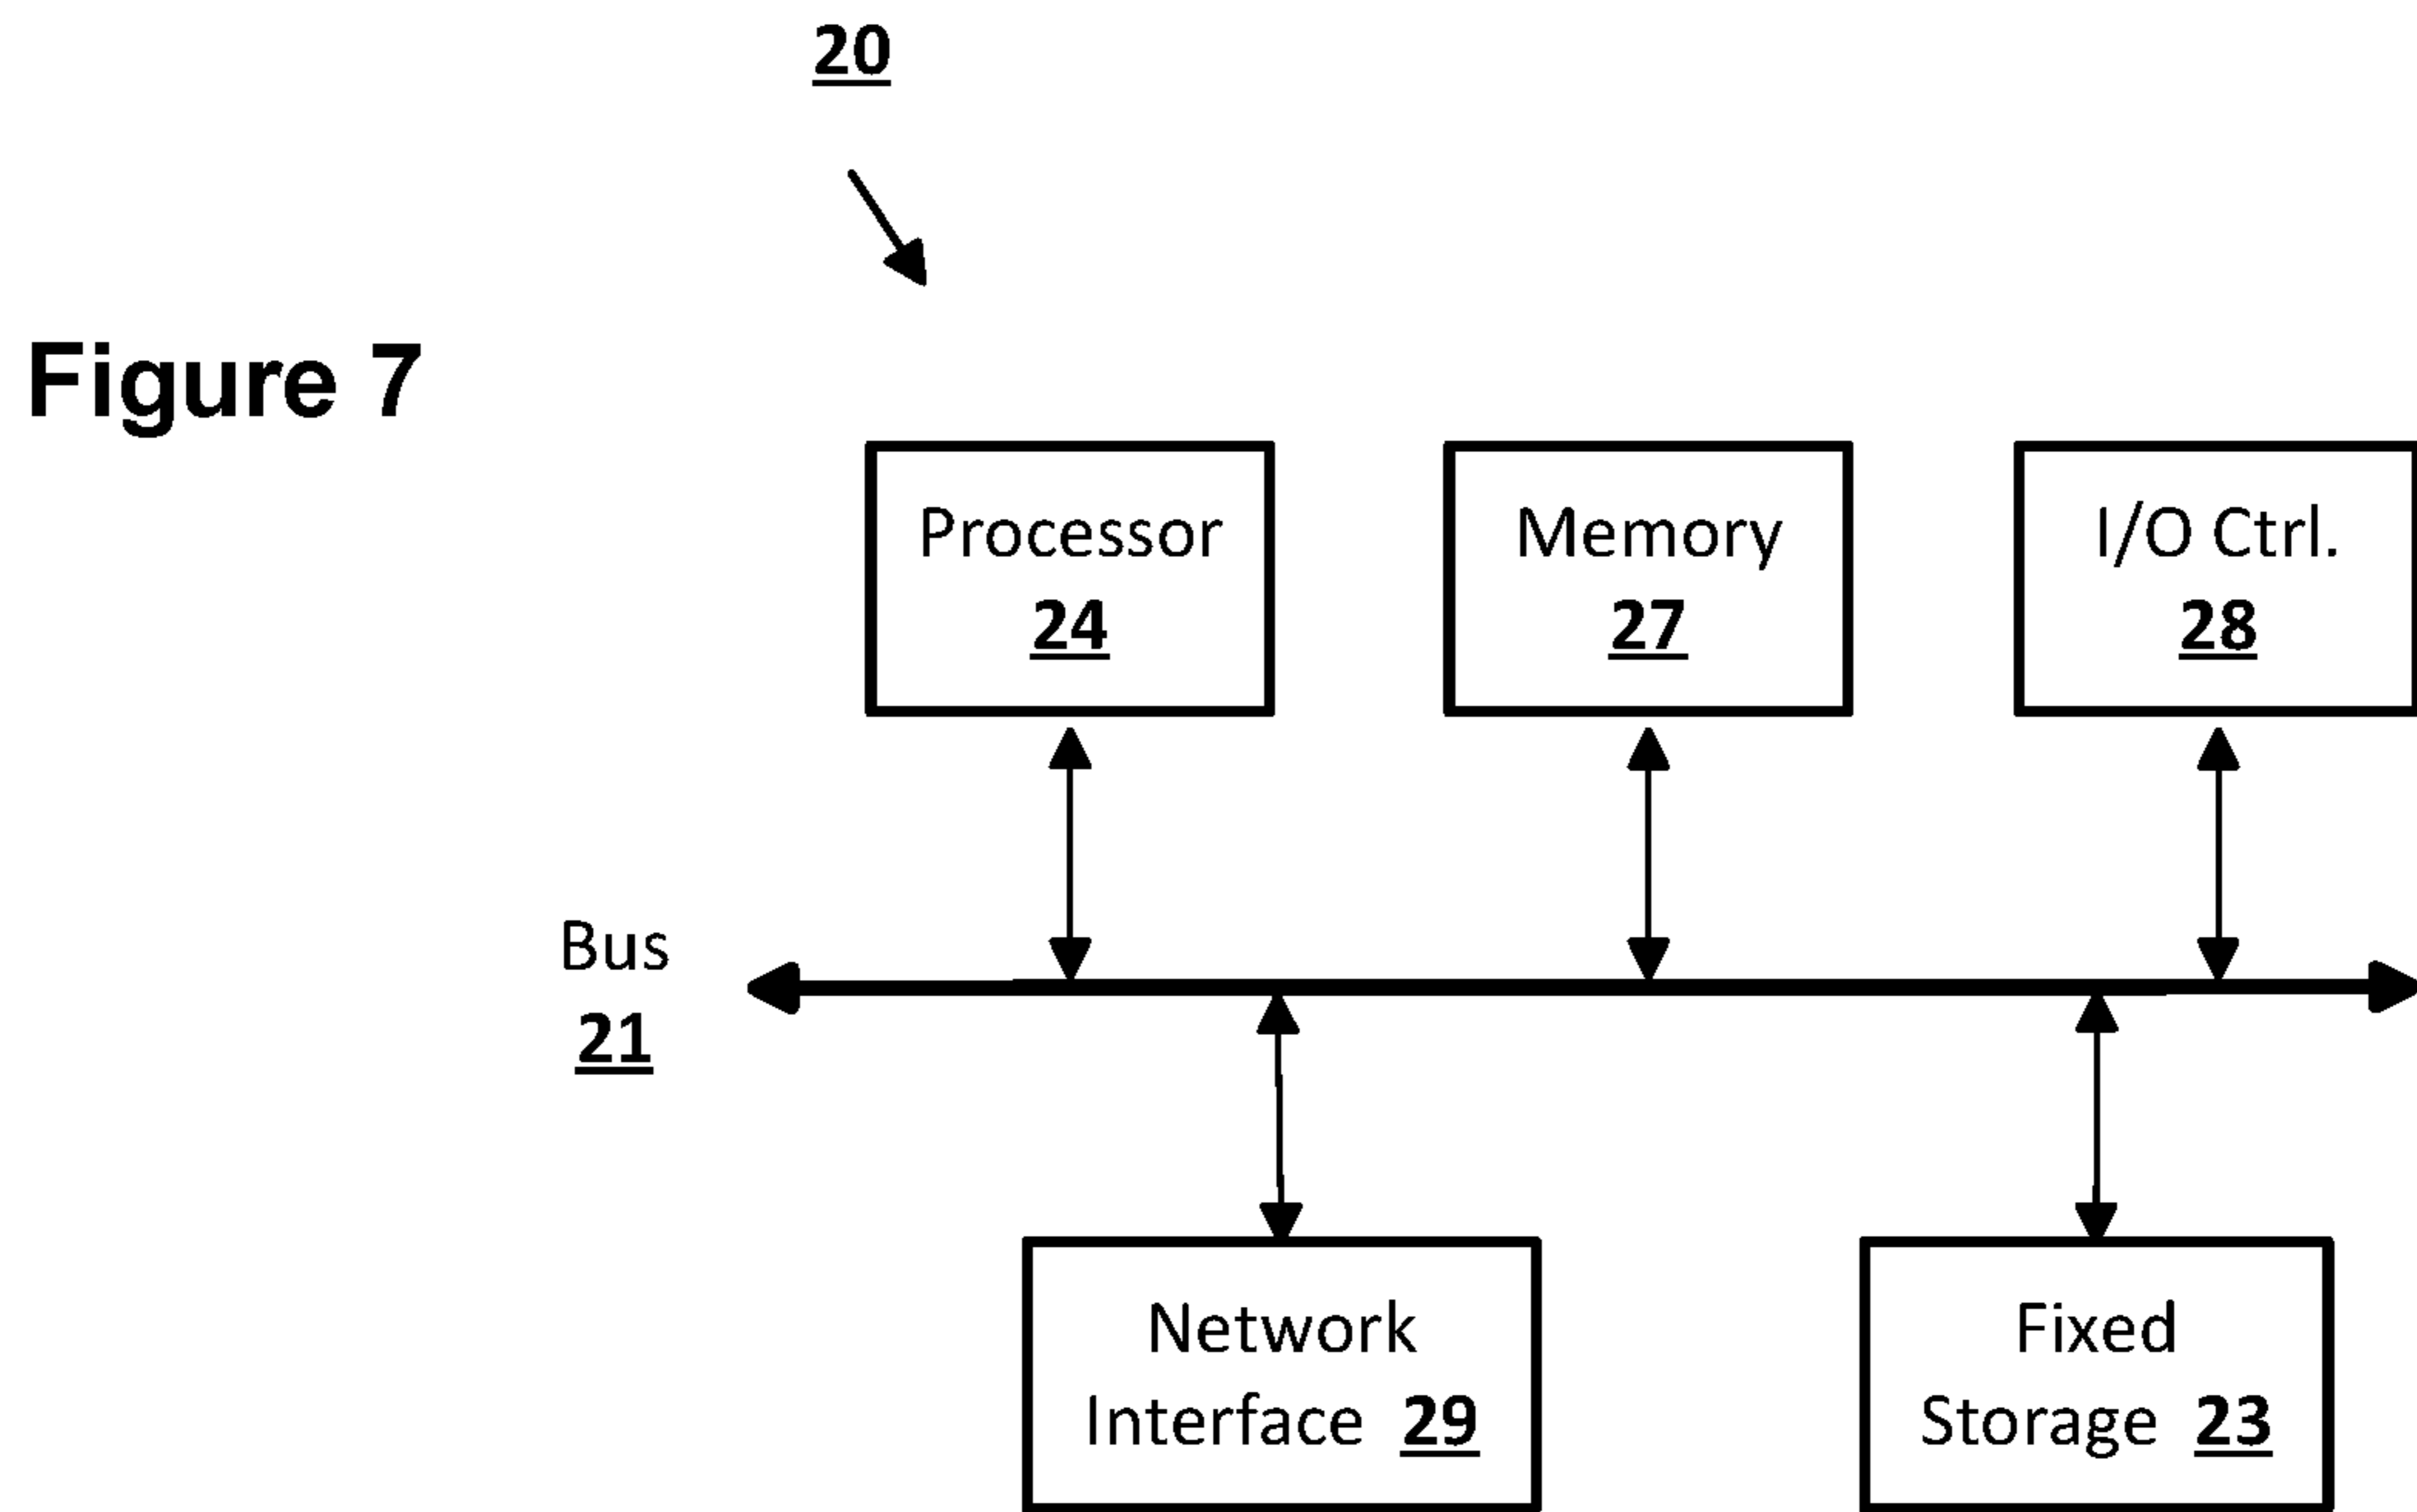 20
Figure 7
Processor
24
Memory
27
I/O Ctrl.
28
Bus
21
Network
Interface 29
Fixed
Storage 23